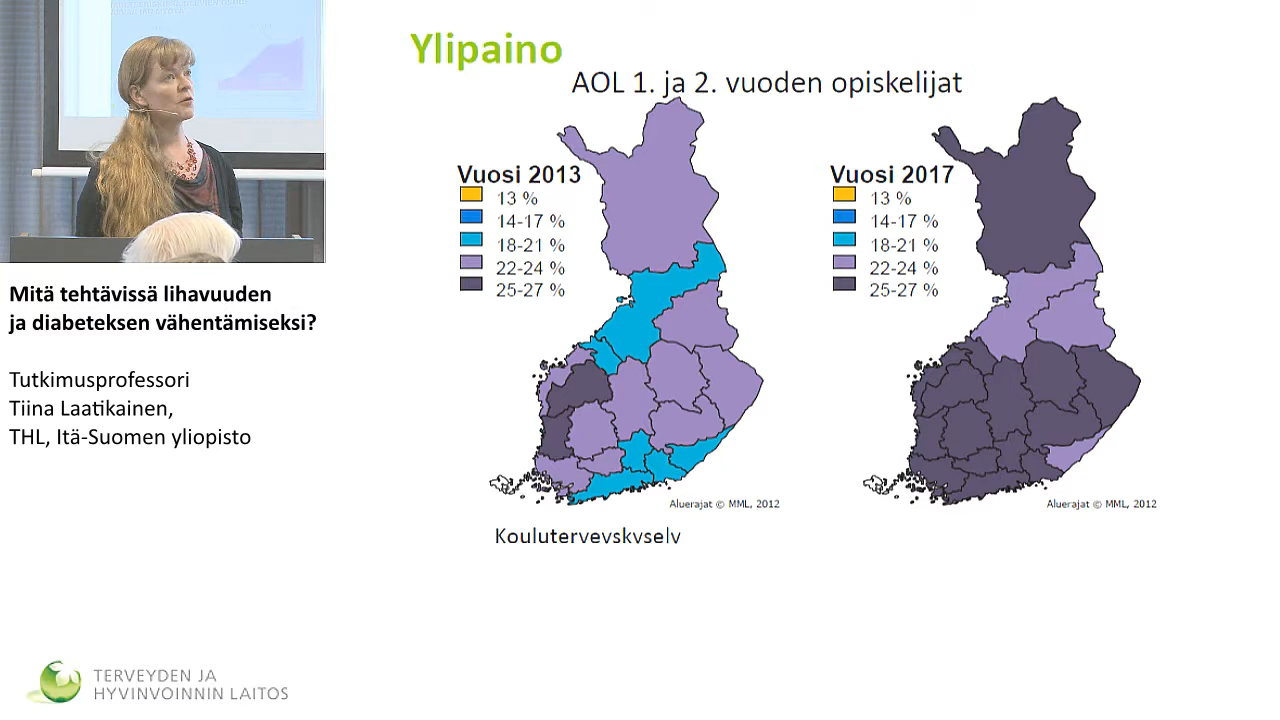 Ylipaino
AOL 1. ja 2. vuoden opiskelijat
Vuosi 2013
13 %
14-17 %
18-21 %
22-24 %
25-27 %
Aluerajat © MML, 2012
Vuosi 2017
13 %
14-17 %
18-21 %
22-24 %
25-27 %
Aluerajat © MML, 2012
Kouluterveyskysely
Mitä tehtävissä lihavuuden
ja diabeteksen vähentämiseksi?
Tutkimusprofessori
Tiina Laatikainen,
THL, Itä-Suomen yliopisto
TERVEYDEN JA
HYVINVOINNIN LAITOS